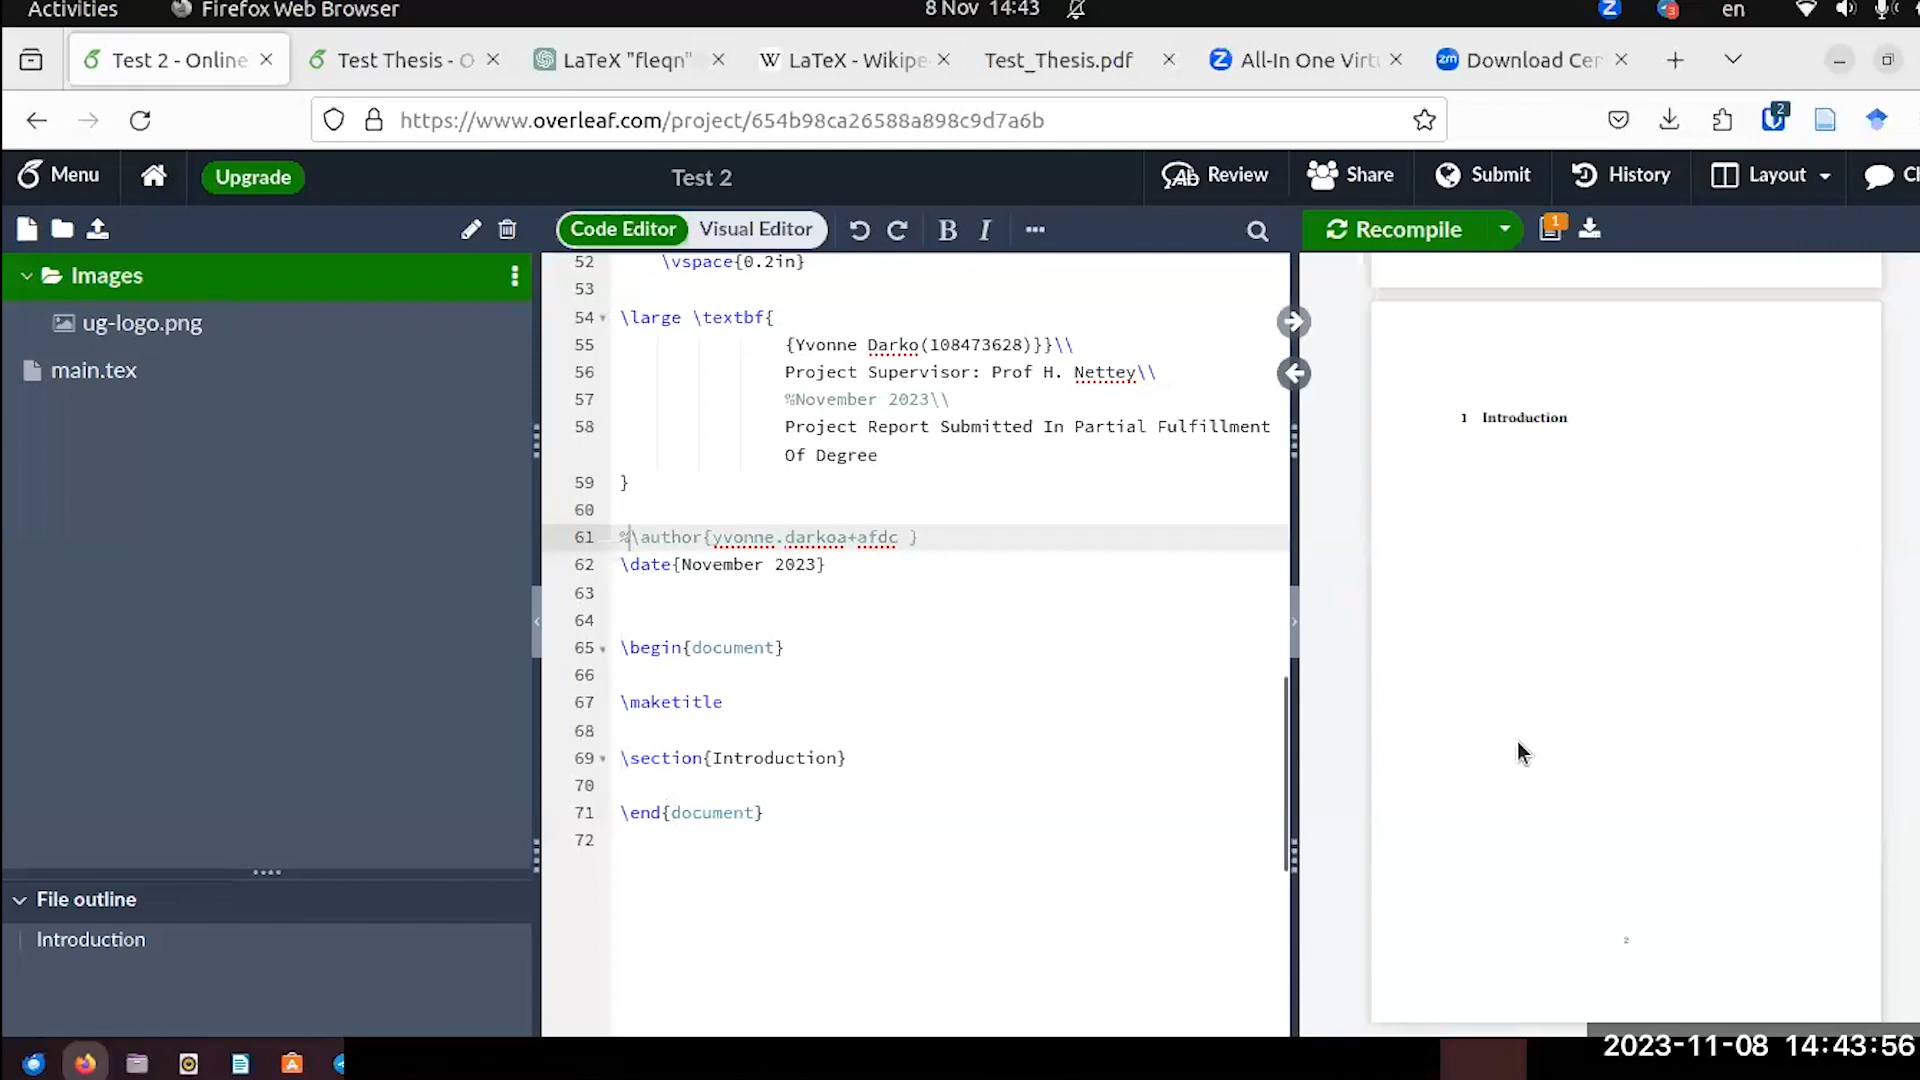 Activities Firefox Web Browser 8 Nov 14:43 en
Test 2 - Online Test Thesis - O LaTeX "fleqn" LaTeX - Wikipe Test_Thesis.pdf All-In One Virtu Download Cer
https://www.overleaf.com/project/654b98ca26588a898c9d7a6b 2
Menu Upgrade Test 2 Review Share Submit History Layout Ch
Code Editor Visual Editor B I Recompile 1
Images
ug-logo.png
main.tex
52 \vspace{0.2in}
53
54 \large \textbf{
55 {Yvonne Darko(108473628)}}\\
56 Project Supervisor: Prof H. Nettey\\
57 %November 2023\\
58 Project Report Submitted In Partial Fulfillment
Of Degree
59 }
60
61 %\author{yvonne.darkoa+afdc }
62 \date{November 2023}
63
64
65 \begin{document}
66
67 \maketitle
68
69 \section{Introduction}
70
71 \end{document}
72
File outline
Introduction
1 Introduction
2
2023-11-08 14:43:56